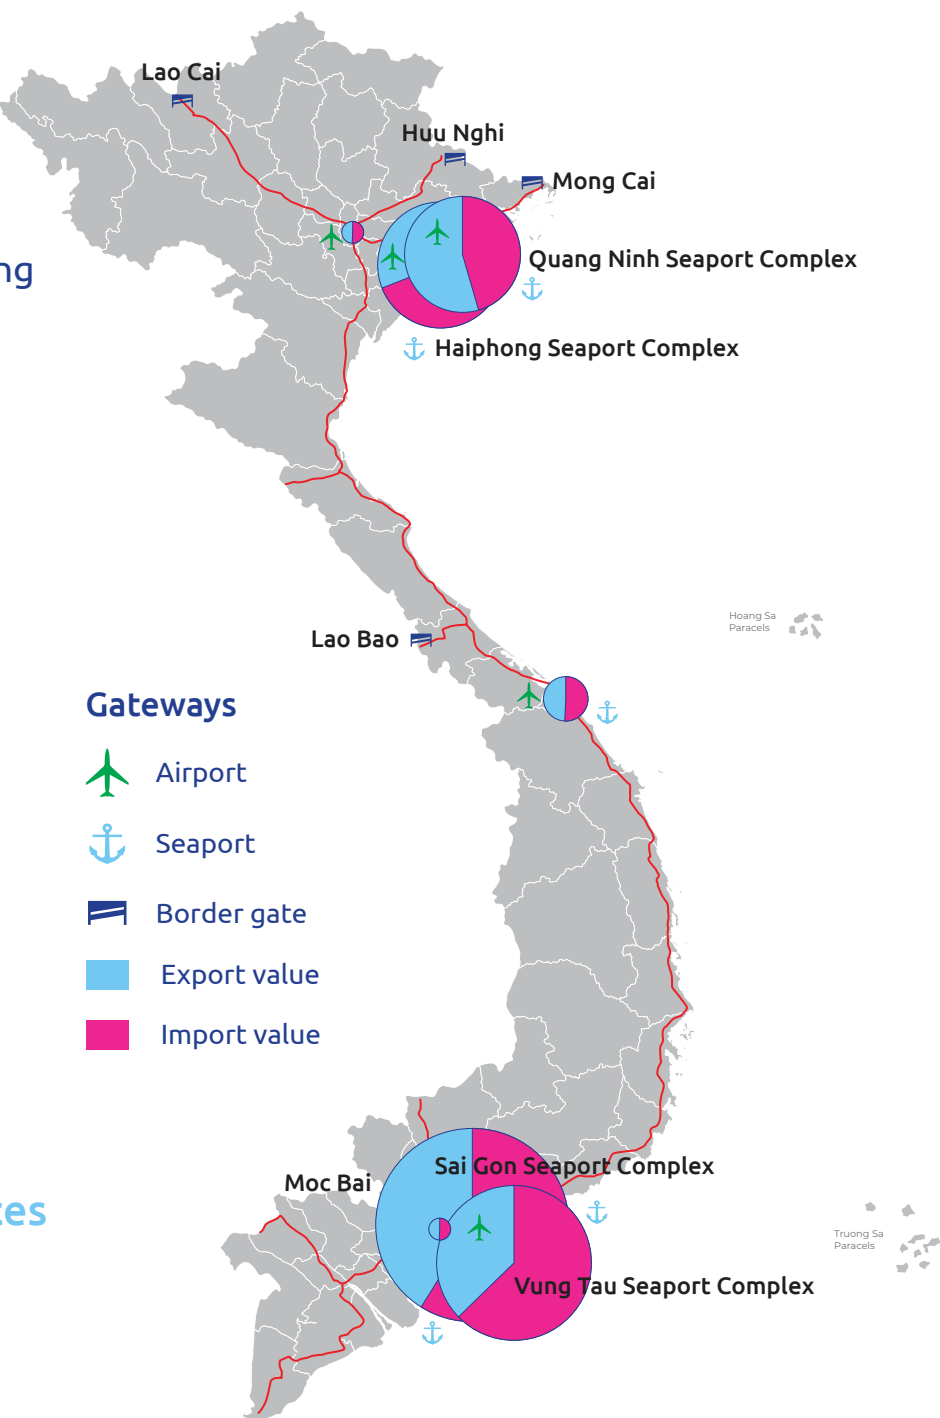 Lao Cai
Huu Ghi
Mong Cai
ng
Quang Ninh Seaport Complex
Haiphong Seaport Complex
Hoang Sa
Paracels
Lao Bao
Gateways
Airport
Seaport
Border gate
Export value
Import value
Sai Gon Seaport Complex
Moc Bai
ces
Truong Sa
Paracels
Vung Tau Seaport Complex